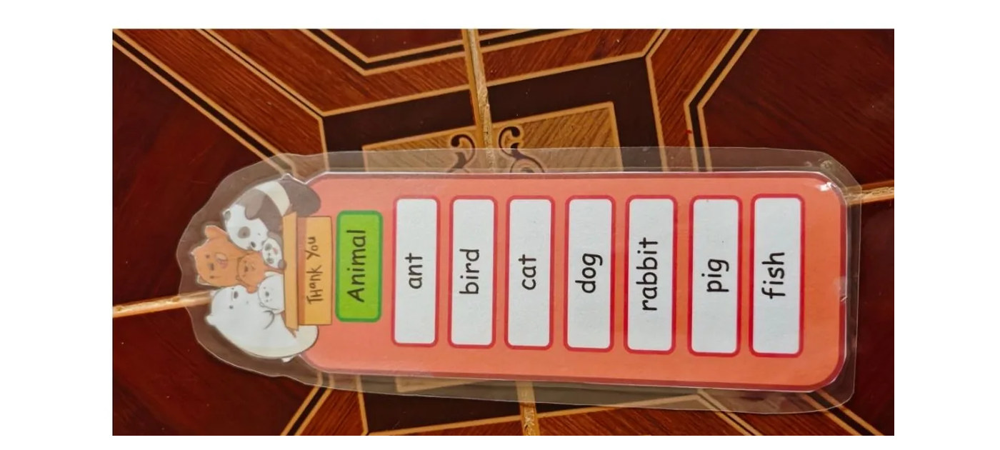 THank You
Animal
ant
bird
cat
dog
rabbit
pig
fish